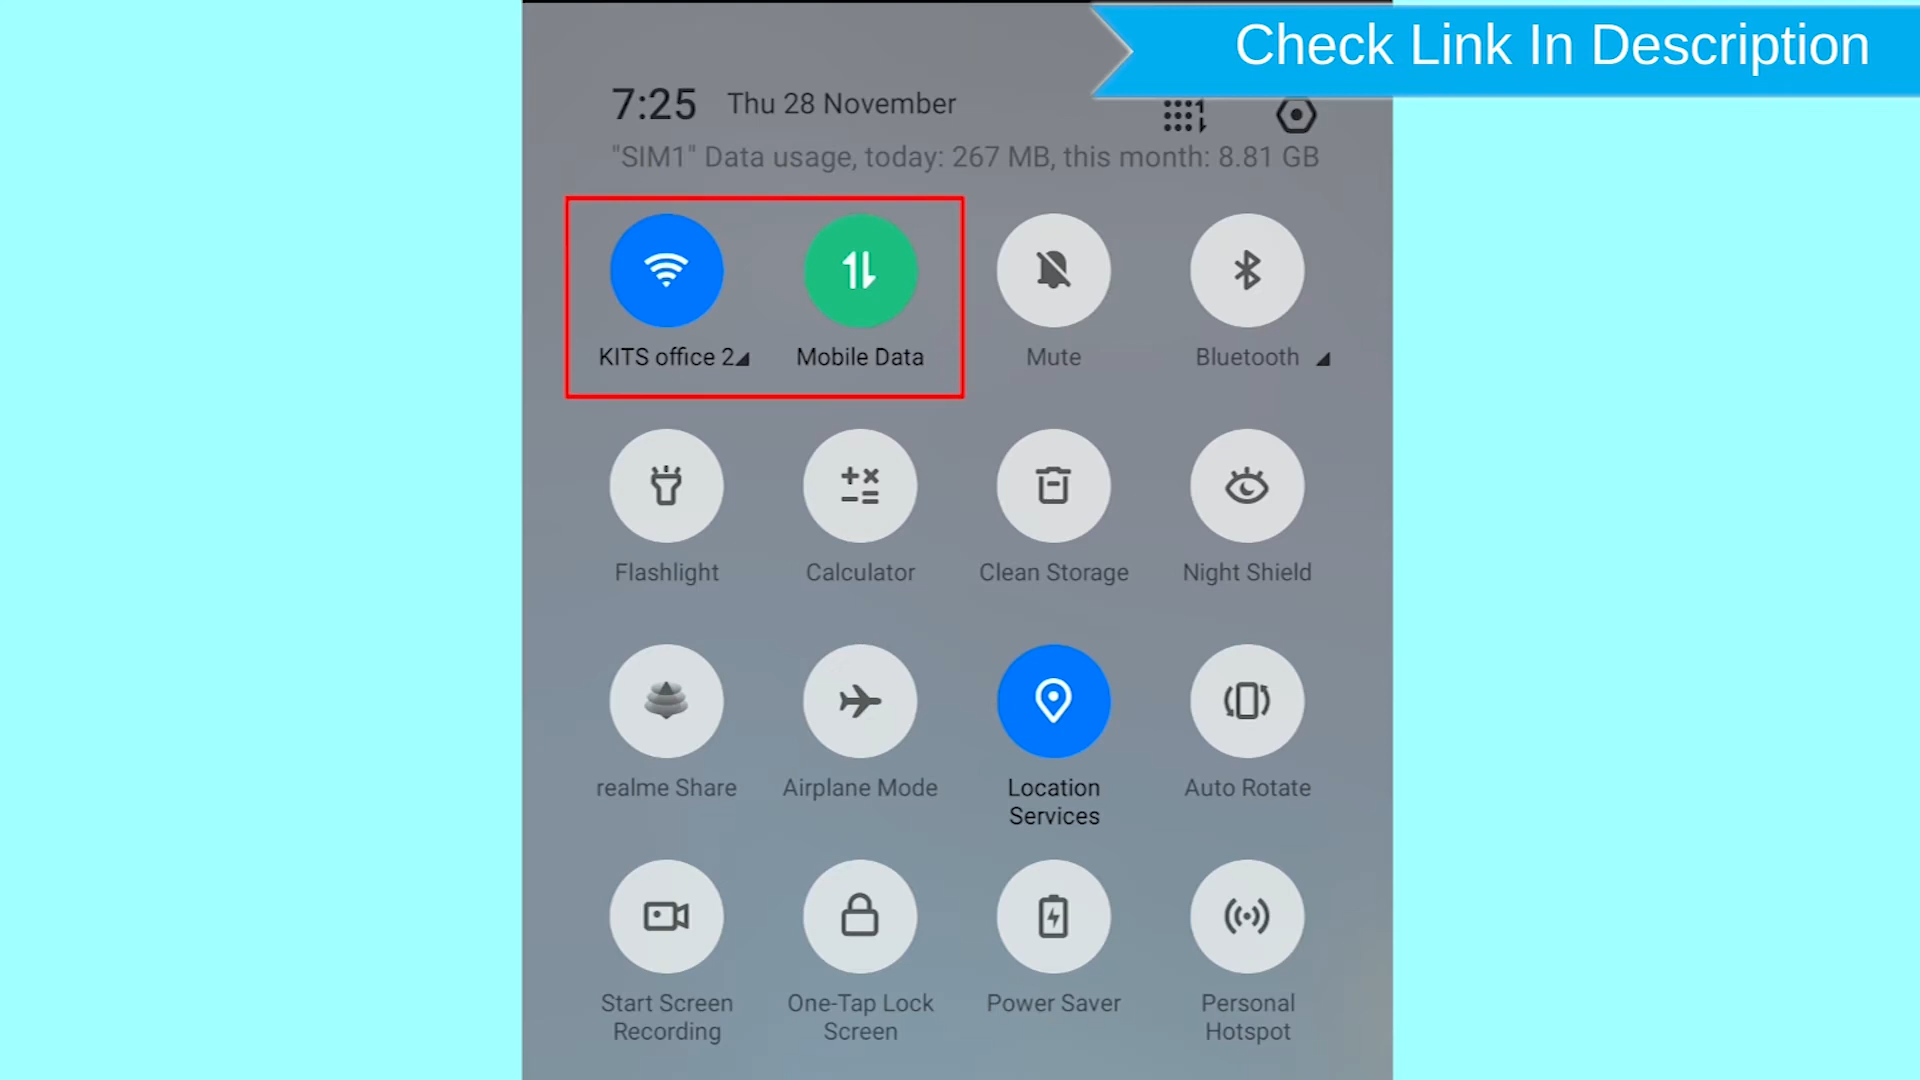 Check Link In Description
7:25 Thu 28 November
"SIM1" Data usage, today: 267 MB, this month: 8.81 GB
KITS office 2 Mobile Data Mute Bluetooth
Flashlight Calculator Clean Storage Night Shield
realme Share Airplane Mode Location Services Auto Rotate
Start Screen Recording One-Tap Lock Screen Power Saver Personal Hotspot